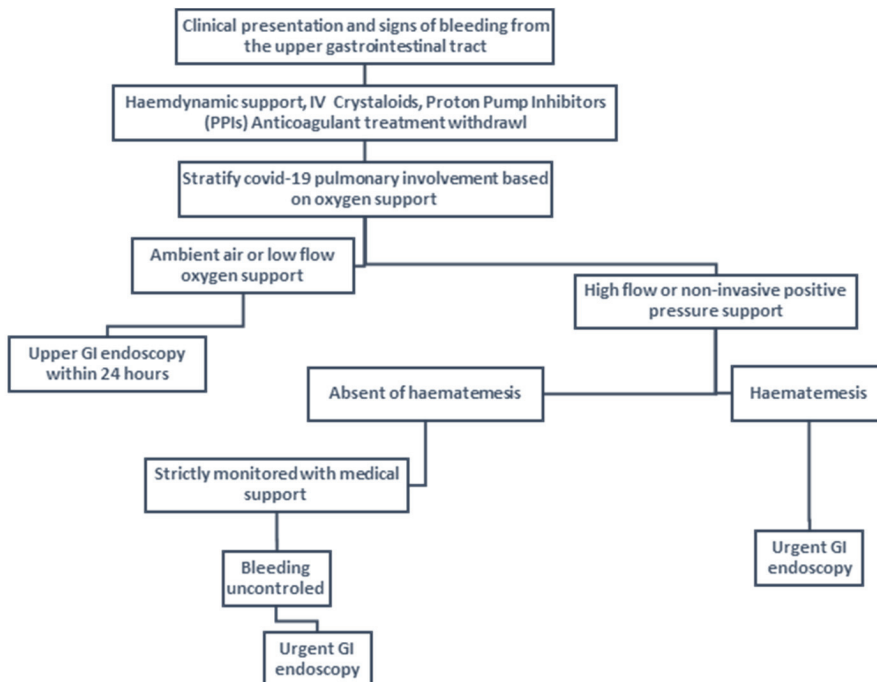 Clinical presentation and signs of bleeding from
the upper gastrointestinal tract
Haemdynamic support, IV Crystaloids, Proton Pump Inhibitors
(PPIs) Anticoagulant treatment withdrawl
Stratify covid-19 pulmonary involvement based
on oxygen support
Ambient air or low flow
oxygen support
High flow or non-invasive positive
pressure support
Upper GI endoscopy
within 24 hours
Absent of haematemesis
Haematemesis
Strictly monitored with medical
support
Urgent GI
endoscopy
Bleeding
uncontroled
Urgent GI
endoscopy